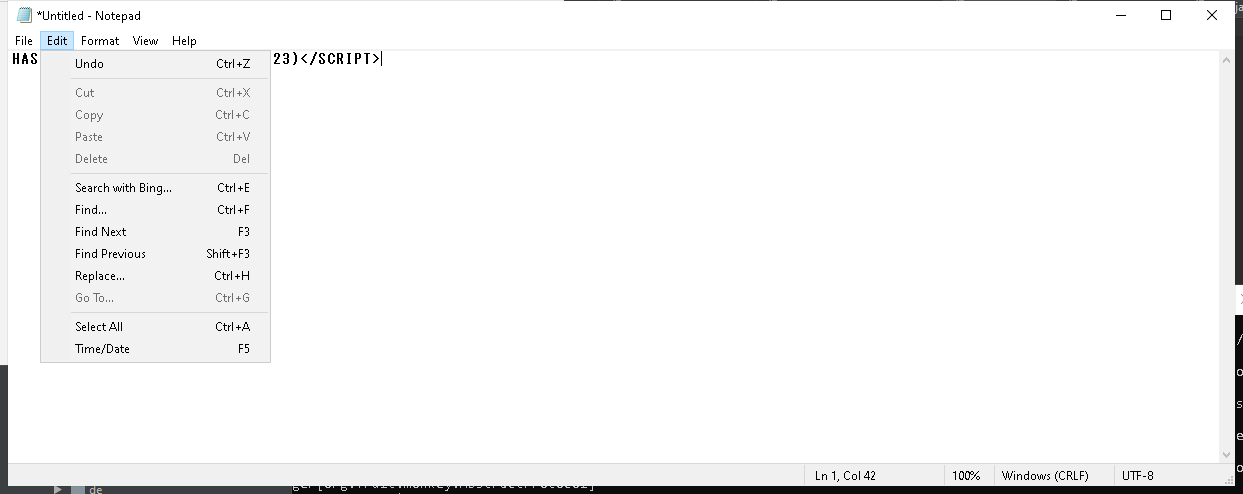 *Untitled - Notepad
File Edit Format View Help
HAS 23)</SCRIPT>
Undo Ctrl+Z
Cut Ctrl+X
Copy Ctrl+C
Paste Ctrl+V
Delete Del
Search with Bing... Ctrl+E
Find... Ctrl+F
Find Next F3
Find Previous Shift+F3
Replace... Ctrl+H
Go To... Ctrl+G
Select All Ctrl+A
Time/Date F5
Ln 1, Col 42 100% Windows (CRLF) UTF-8
de